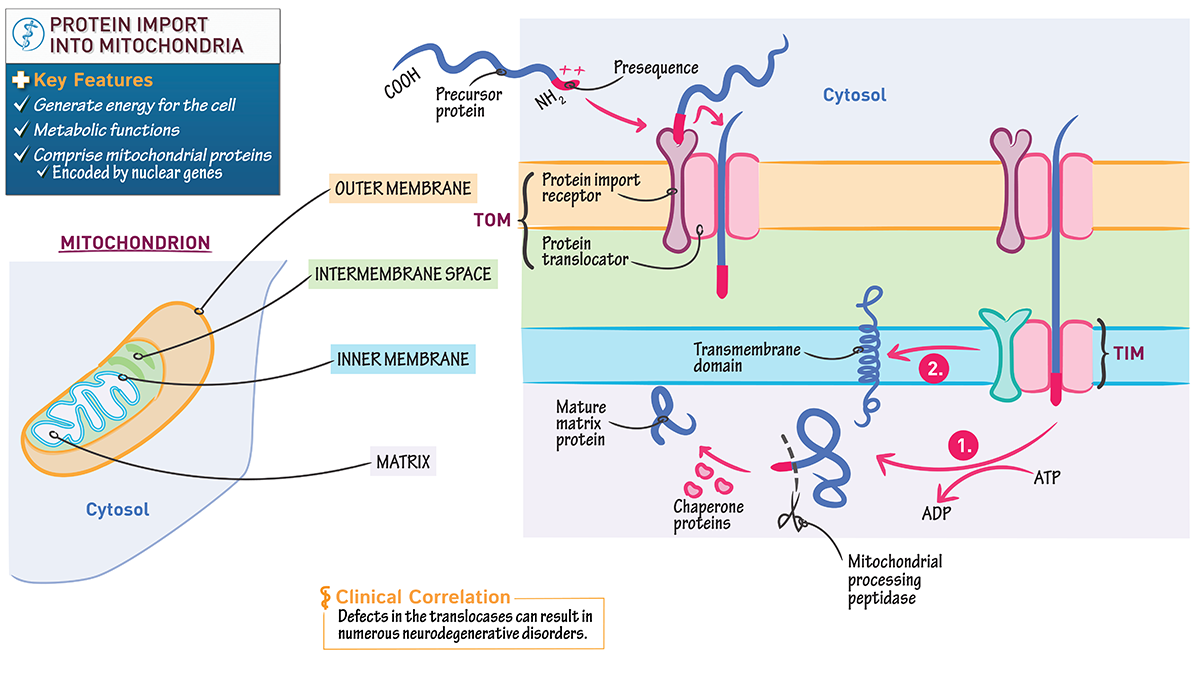 PROTEIN IMPORT
INTO MITOCHONDRIA
Key Features
Generate energy for the cell
Metabolic functions
Comprise mitochondrial proteins
Encoded by nuclear genes
MITOCHONDRION
Cytosol
OUTER MEMBRANE
INTERMEMBRANE SPACE
INNER MEMBRANE
MATRIX
COOH
Precursor
protein
++
NH2
Presequence
Cytosol
TOM
Protein import
receptor
Protein
translocator
Transmembrane
domain
2.
TIM
Mature
matrix
protein
1.
ATP
ADP
Chaperone
proteins
Mitochondrial
processing
peptidase
Clinical Correlation
Defects in the translocases can result in
numerous neurodegenerative disorders.